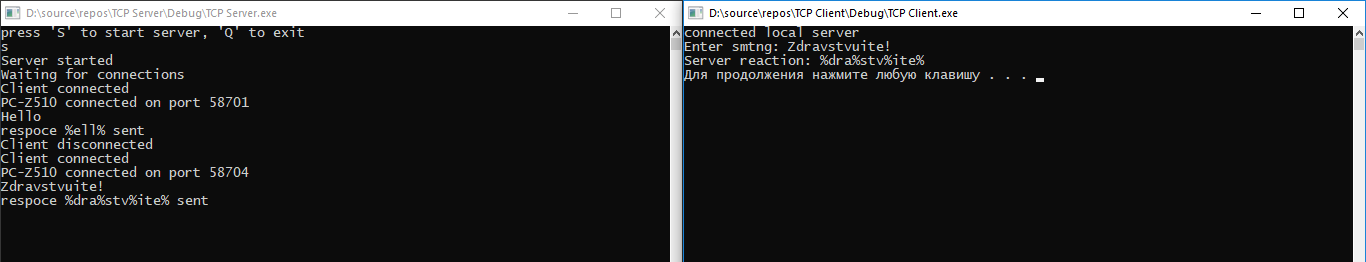 D:\source\repos\TCP Server\Debug\TCP Server.exe
press 'S' to start server, 'Q' to exit
s
Server started
Waiting for connections
Client connected
PC-Z510 connected on port 58701
Hello
respoce %ell% sent
Client disconnected
Client connected
PC-Z510 connected on port 58704
Zdravstvuite!
respoce %dra%stv%ite% sent
D:\source\repos\TCP Client\Debug\TCP Client.exe
connected local server
Enter smtng: Zdravstvuite!
Server reaction: %dra%stv%ite%
Для продолжения нажмите любую клавишу . . .